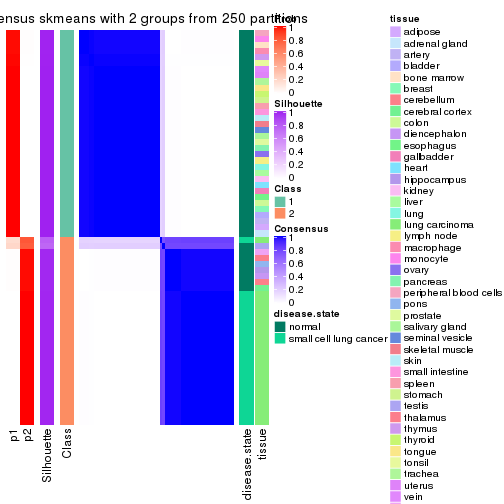 ensus skmeans with 2 groups from 250 partitions
1
0.8
0.6
0.4
0.2
0
Silhouette
1
0.8
0.6
0.4
0.2
0
Class
1
2
Consensus
1
0.8
0.6
0.4
0.2
0
disease.state
normal
small cell lung cancer
tissue
adipose
adrenal gland
artery
bladder
bone marrow
breast
cerebellum
cerebral cortex
colon
diencephalon
esophagus
gallbadder
heart
hippocampus
kidney
liver
lung
lung carcinoma
lymph node
macrophage
monocyte
ovary
pancreas
peripheral blood cells
pons
prostate
salivary gland
seminal vesicle
skeletal muscle
skin
small intestine
spleen
stomach
testis
thalamus
thymus
thyroid
tongue
tonsil
trachea
uterus
vein
p1
p2
Silhouette
Class
disease.state
tissue